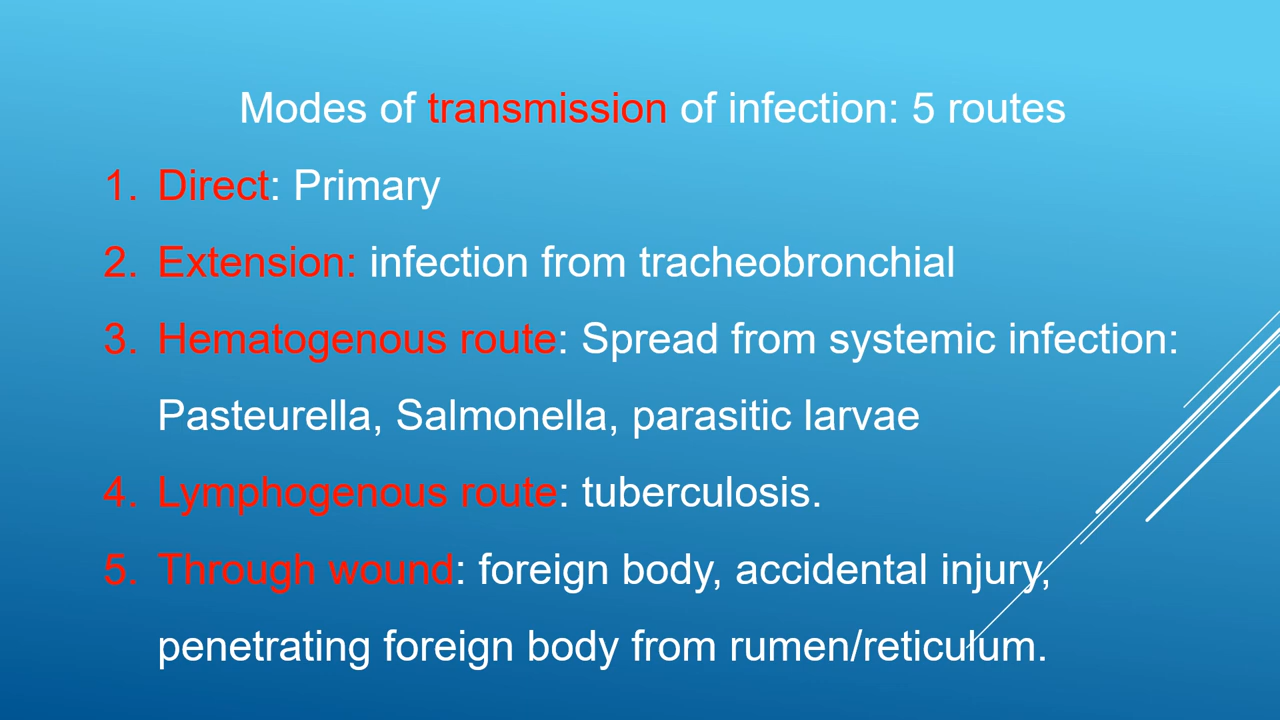 Modes of transmission of infection: 5 routes
1. Direct: Primary
2. Extension: infection from tracheobronchial
3. Hematogenous route: Spread from systemic infection:
Pasteurella, Salmonella, parasitic larvae
4. Lymphogenous route: tuberculosis.
5. Through wound: foreign body, accidental injury,
penetrating foreign body from rumen/reticulum.